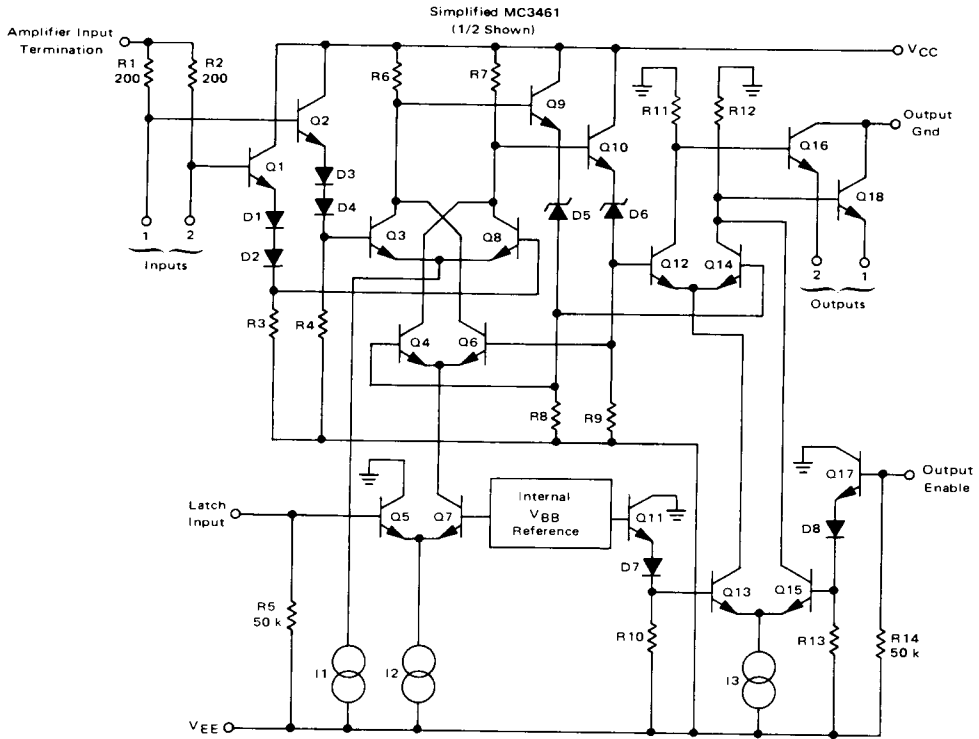 Simplified MC3461
(1/2 Shown)
Amplifier Input
Termination
R1
200
R2
200
VCC
R6
R7
R11
R12
Q9
Q2
Q10
Q16
Output
Gnd
Q1
Q18
D3
D4
D1
D5
D6
Q3
Q8
1
2
Inputs
D2
Q12
Q14
2
1
Outputs
R3
R4
Q4
Q6
R8
R9
Q17
Output
Enable
Latch
Input
Q5
Q7
Internal
VBB
Reference
Q11
D8
D7
Q13
Q15
R5
50 k
R10
R13
R14
50 k
I1
I2
I3
VEE